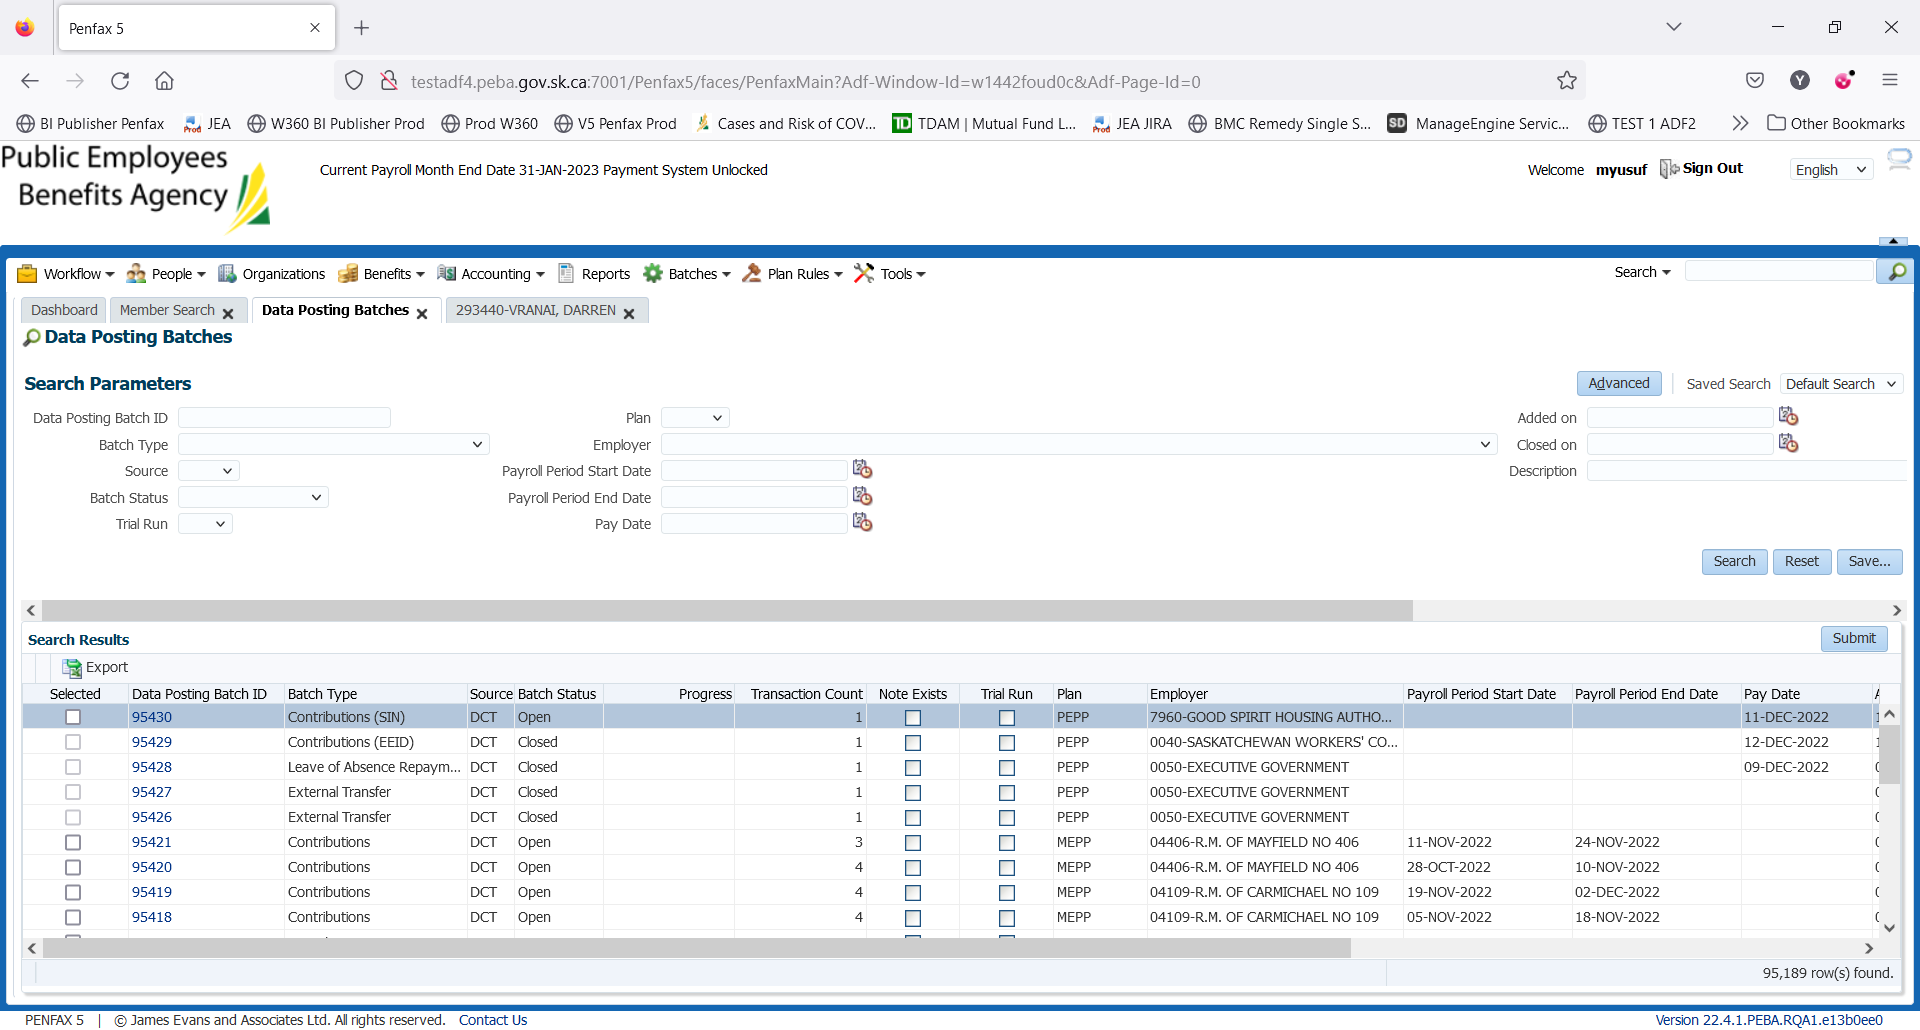 Penfax 5
testadf4.peba.gov.sk.ca:7001/Penfax5/faces/PenfaxMain?Adf-Window-Id=w1442foud0c&Adf-Page-Id=0
Y
BI Publisher Penfax JEA W360 BI Publisher Prod Prod W360 V5 Penfax Prod Cases and Risk of COV... TDAM | Mutual Fund L... JEA JIRA BMC Remedy Single S... SD ManageEngine Servic... TEST 1 ADF2 Other Bookmarks
Public Employees
Benefits Agency
Current Payroll Month End Date 31-JAN-2023 Payment System Unlocked
Welcome myusuf Sign Out English
Workflow People Organizations Benefits Accounting Reports Batches Plan Rules Tools Search
Dashboard Member Search Data Posting Batches 293440-VRANAI, DARREN
Data Posting Batches
Search Parameters Advanced Saved Search Default Search
Data Posting Batch ID Plan Added on
Batch Type Employer Closed on
Source Payroll Period Start Date Description
Batch Status Payroll Period End Date
Trial Run Pay Date
Search Reset Save...
Search Results Submit
Export
Selected Data Posting Batch ID Batch Type Source Batch Status Progress Transaction Count Note Exists Trial Run Plan Employer Payroll Period Start Date Payroll Period End Date Pay Date
95430 Contributions (SIN) DCT Open 1 PEPP 7960-GOOD SPIRIT HOUSING AUTHO... 11-DEC-2022
95429 Contributions (EEID) DCT Closed 1 PEPP 0040-SASKATCHEWAN WORKERS' CO... 12-DEC-2022
95428 Leave of Absence Repaym... DCT Closed 1 PEPP 0050-EXECUTIVE GOVERNMENT 09-DEC-2022
95427 External Transfer DCT Closed 1 PEPP 0050-EXECUTIVE GOVERNMENT
95426 External Transfer DCT Closed 1 PEPP 0050-EXECUTIVE GOVERNMENT
95421 Contributions DCT Open 3 MEPP 04406-R.M. OF MAYFIELD NO 406 11-NOV-2022 24-NOV-2022
95420 Contributions DCT Open 4 MEPP 04406-R.M. OF MAYFIELD NO 406 28-OCT-2022 10-NOV-2022
95419 Contributions DCT Open 4 MEPP 04109-R.M. OF CARMICHAEL NO 109 19-NOV-2022 02-DEC-2022
95418 Contributions DCT Open 4 MEPP 04109-R.M. OF CARMICHAEL NO 109 05-NOV-2022 18-NOV-2022
95,189 row(s) found.
PENFAX 5 | © James Evans and Associates Ltd. All rights reserved. Contact Us Version 22.4.1.PEBA.RQA1.e13b0ee0